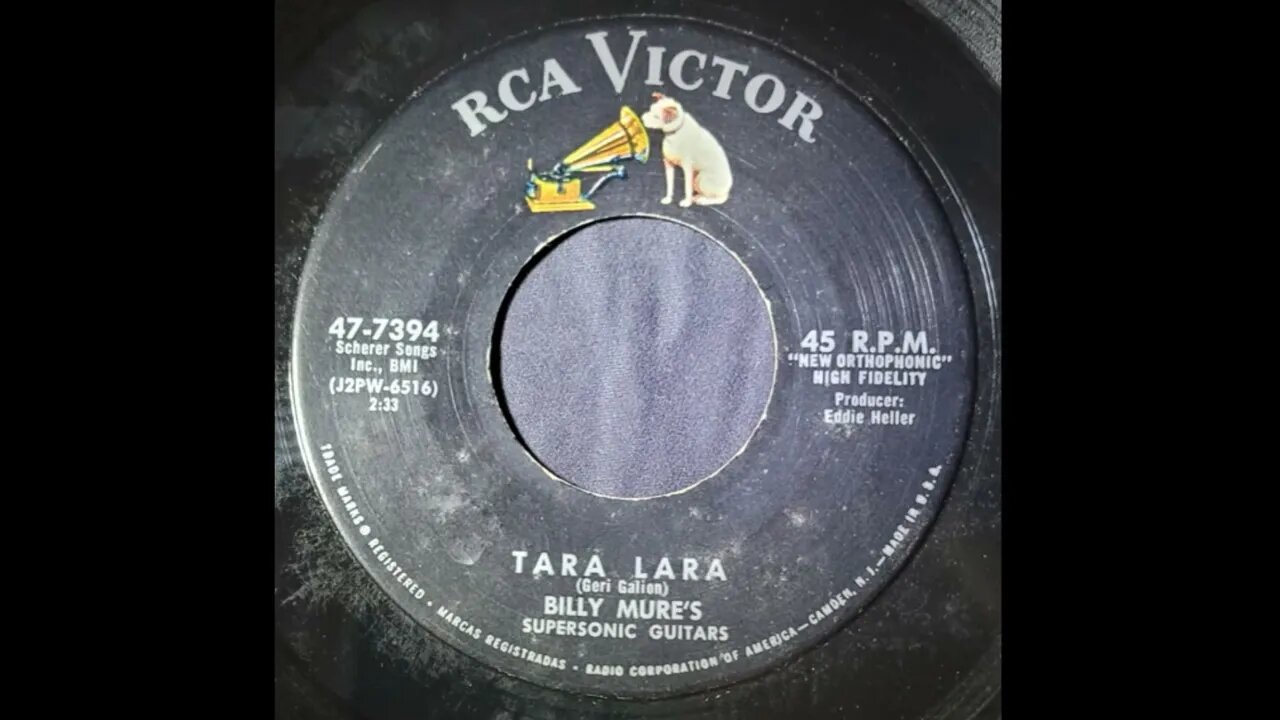 RCA VICTOR
47-7394
Scherer Songs
Inc., BMI
(J2PW-6516)
2:33
45 R.P.M.
"NEW ORTHOPHONIC"
HIGH FIDELITY
Producer:
Eddie Heller
TARA LARA
(Geri Galion)
BILLY MURE'S
SUPERSONIC GUITARS
TRADE MARKS ® REGISTERED • MARCAS REGISTRADAS • RADIO CORPORATION OF AMERICA—CAMDEN, N. J.—MADE IN U.S.A.